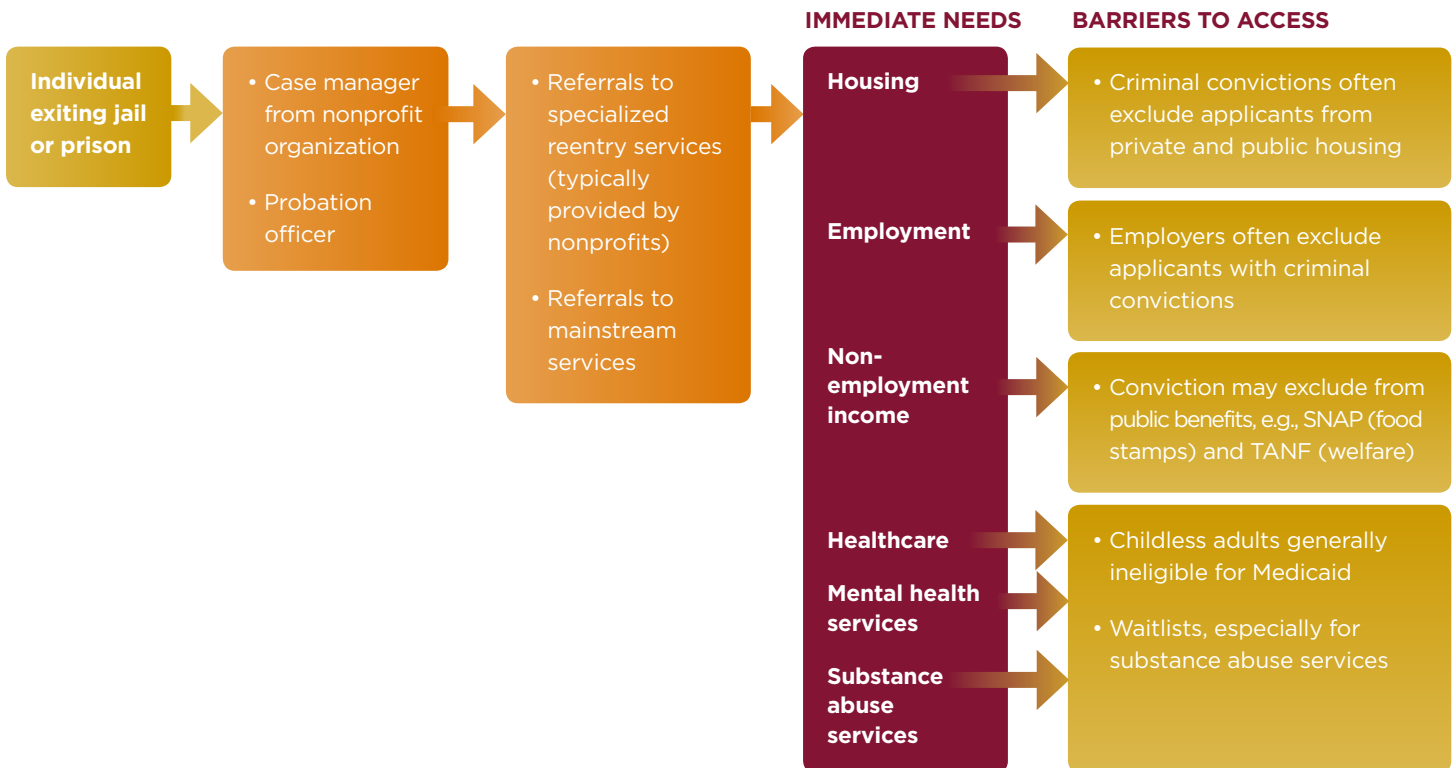 IMMEDIATE NEEDS
BARRIERS TO ACCESS
Individual
exiting jail
or prison
• Case manager
from nonprofit
organization
• Probation
officer
• Referrals to
specialized
reentry services
(typically
provided by
nonprofits)
• Referrals to
mainstream
services
Housing
• Criminal convictions often
exclude applicants from
private and public housing
Employment
• Employers often exclude
applicants with criminal
convictions
Non-
employment
income
• Conviction may exclude from
public benefits, e.g., SNAP (food
stamps) and TANF (welfare)
Healthcare
Mental health
services
Substance
abuse
services
• Childless adults generally
ineligible for Medicaid
• Waitlists, especially for
substance abuse services